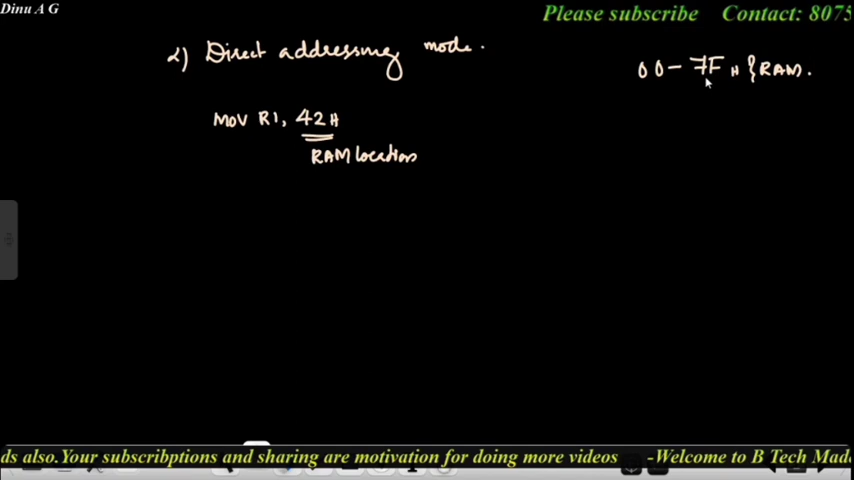 Dinu A G
Please subscribe Contact: 8075
2) Direct addressing mode.
00- 7F H } RAM.
MOV R1, 42H
RAM location
ds also.Your subscribptions and sharing are motivation for doing more videos -Welcome to B Tech Made